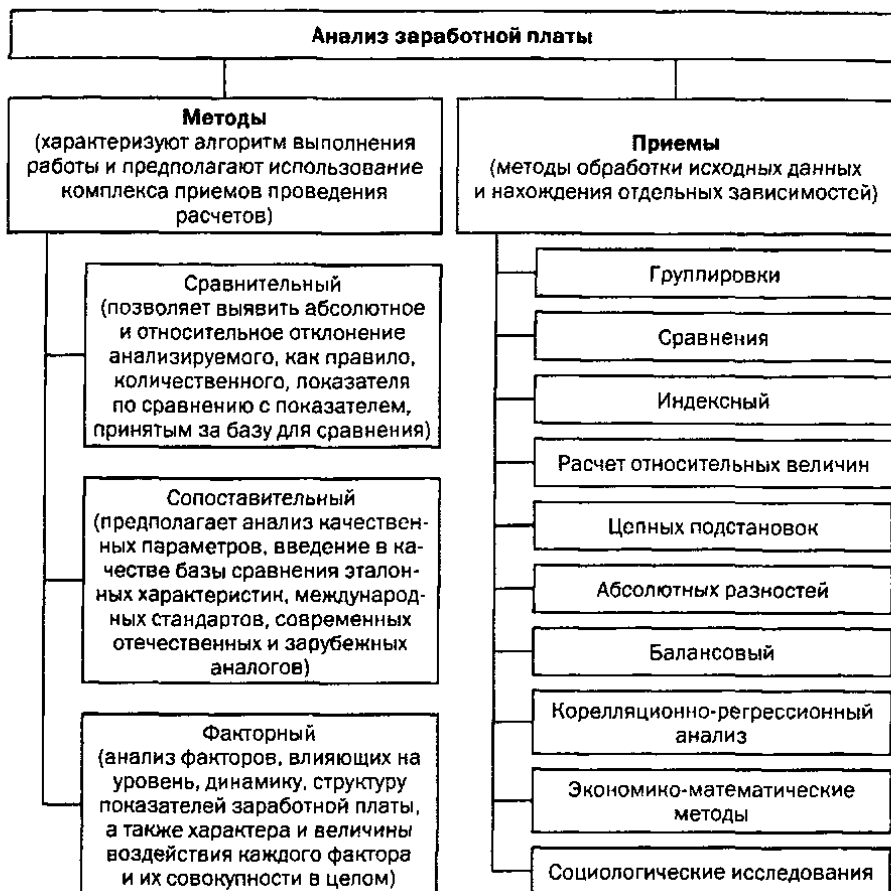 Анализ заработной платы
Методы
(характеризуют алгоритм выполнения
работы и предполагают использование
комплекса приемов проведения
расчетов)
Сравнительный
(позволяет выявить абсолютное
и относительное отклонение
анализируемого, как правило,
количественного, показателя
по сравнению с показателем,
принятым за базу для сравнения)
Сопоставительный
(предполагает анализ качествен-
ных параметров, введение в ка-
честве базы сравнения эталон-
ных характеристик, международ-
ных стандартов, современных
отечественных и зарубежных
аналогов)
Факторный
(анализ факторов, влияющих на
уровень, динамику, структуру
показателей заработной платы,
а также характера и величины
воздействия каждого фактора
и их совокупности в целом)
Приемы
(методы обработки исходных данных
и нахождения отдельных зависимостей)
Группировки
Сравнения
Индексный
Расчет относительных величин
Цепных подстановок
Абсолютных разностей
Балансовый
Корелляционно-регрессионный
анализ
Экономико-математические
методы
Социологические исследования